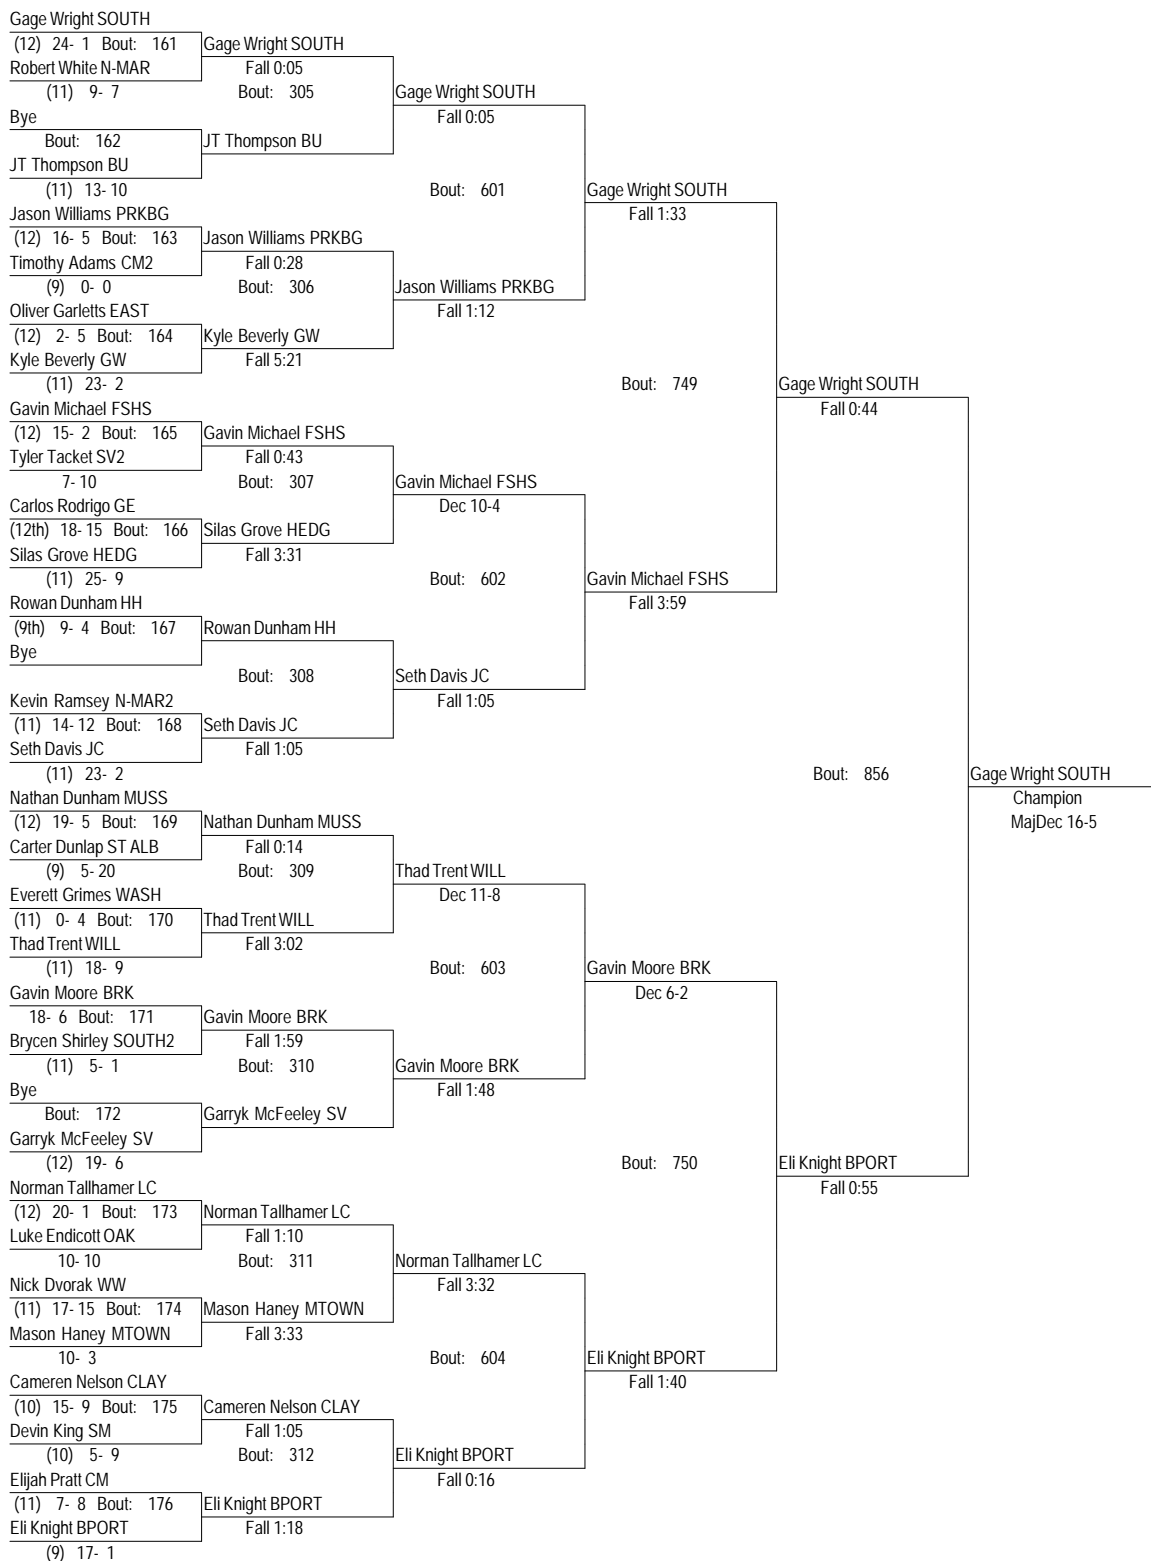 Gage Wright SOUTH
(12) 24- 1 Bout: 161 Gage Wright SOUTH
Robert White N-MAR Fall 0:05
(11) 9- 7 Bout: 305 Gage Wright SOUTH
Bye Fall 0:05
Bout: 162 JT Thompson BU
JT Thompson BU
(11) 13- 10 Bout: 601 Gage Wright SOUTH
Jason Williams PRKBG Fall 1:33
(12) 16- 5 Bout: 163 Jason Williams PRKBG
Timothy Adams CM2 Fall 0:28
(9) 0- 0 Bout: 306 Jason Williams PRKBG
Oliver Garletts EAST Fall 1:12
(12) 2- 5 Bout: 164 Kyle Beverly GW
Kyle Beverly GW Fall 5:21
(11) 23- 2 Bout: 749 Gage Wright SOUTH
Gavin Michael FSHS Fall 0:44
(12) 15- 2 Bout: 165 Gavin Michael FSHS
Tyler Tacket SV2 Fall 0:43
7- 10 Bout: 307 Gavin Michael FSHS
Carlos Rodrigo GE Dec 10-4
(12th) 18- 15 Bout: 166 Silas Grove HEDG
Silas Grove HEDG Fall 3:31
(11) 25- 9 Bout: 602 Gavin Michael FSHS
Rowan Dunham HH Fall 3:59
(9th) 9- 4 Bout: 167 Rowan Dunham HH
Bye
Bout: 308 Seth Davis JC
Kevin Ramsey N-MAR2 Fall 1:05
(11) 14- 12 Bout: 168 Seth Davis JC
Seth Davis JC Fall 1:05
(11) 23- 2 Bout: 856 Gage Wright SOUTH
Nathan Dunham MUSS Champion
(12) 19- 5 Bout: 169 Nathan Dunham MUSS MajDec 16-5
Carter Dunlap ST ALB Fall 0:14
(9) 5- 20 Bout: 309 Thad Trent WILL
Everett Grimes WASH Dec 11-8
(11) 0- 4 Bout: 170 Thad Trent WILL
Thad Trent WILL Fall 3:02
(11) 18- 9 Bout: 603 Gavin Moore BRK
Gavin Moore BRK Dec 6-2
18- 6 Bout: 171 Gavin Moore BRK
Brycen Shirley SOUTH2 Fall 1:59
(11) 5- 1 Bout: 310 Gavin Moore BRK
Bye Fall 1:48
Bout: 172 Garryk McFeeley SV
Garryk McFeeley SV
(12) 19- 6 Bout: 750 Eli Knight BPORT
Norman Tallhamer LC Fall 0:55
(12) 20- 1 Bout: 173 Norman Tallhamer LC
Luke Endicott OAK Fall 1:10
10- 10 Bout: 311 Norman Tallhamer LC
Nick Dvorak WW Fall 3:32
(11) 17- 15 Bout: 174 Mason Haney MTOWN
Mason Haney MTOWN Fall 3:33
10- 3 Bout: 604 Eli Knight BPORT
Cameren Nelson CLAY Fall 1:40
(10) 15- 9 Bout: 175 Cameren Nelson CLAY
Devin King SM Fall 1:05
(10) 5- 9 Bout: 312 Eli Knight BPORT
Elijah Pratt CM Fall 0:16
(11) 7- 8 Bout: 176 Eli Knight BPORT
Eli Knight BPORT Fall 1:18
(9) 17- 1